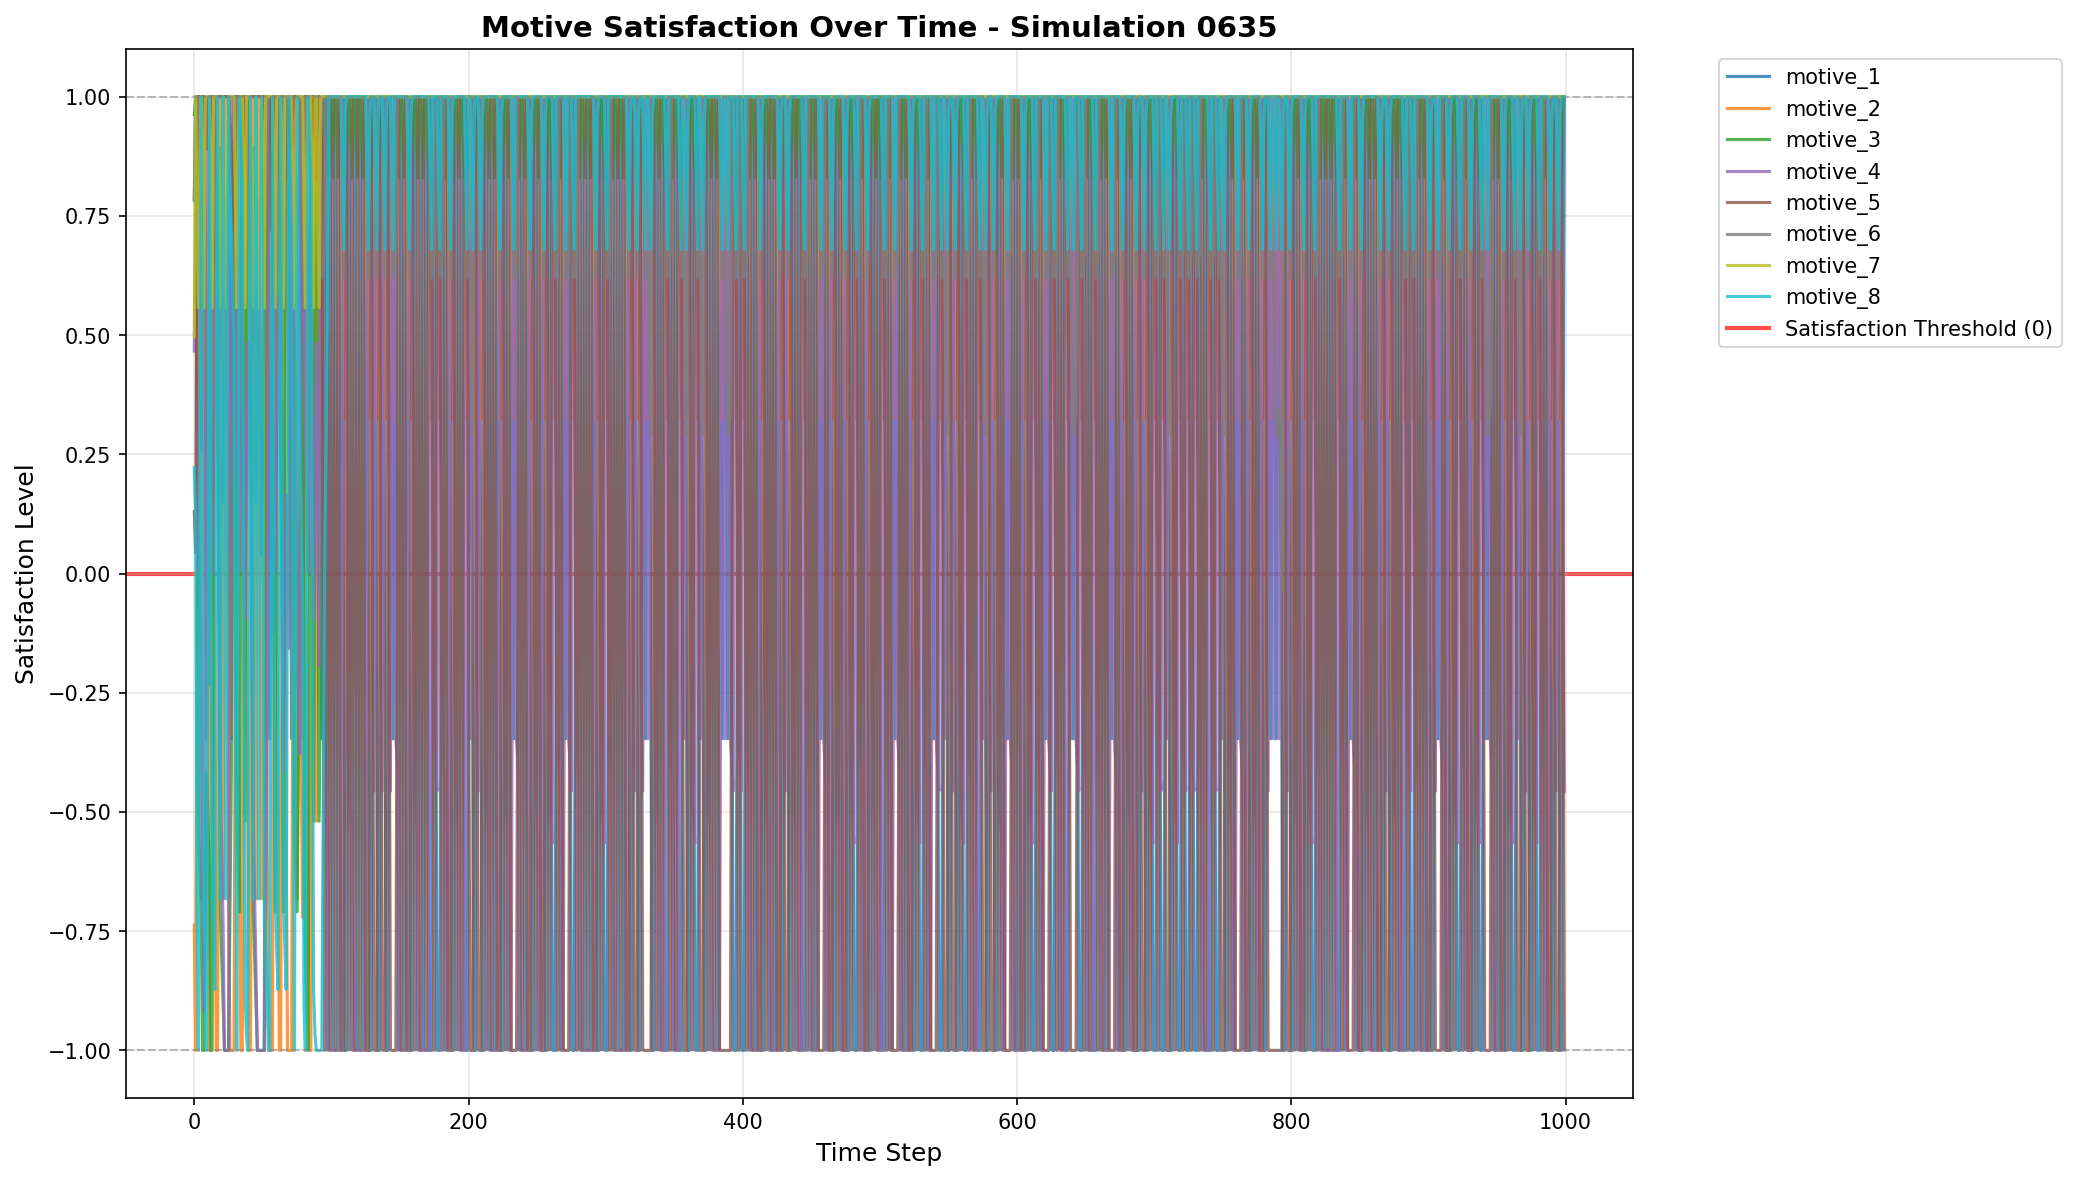 Motive Satisfaction Over Time - Simulation 0635
1.00
0.75
0.50
0.25
0.00
−0.25
−0.50
−0.75
−1.00
Satisfaction Level
0
200
400
600
800
1000
Time Step
motive_1
motive_2
motive_3
motive_4
motive_5
motive_6
motive_7
motive_8
Satisfaction Threshold (0)